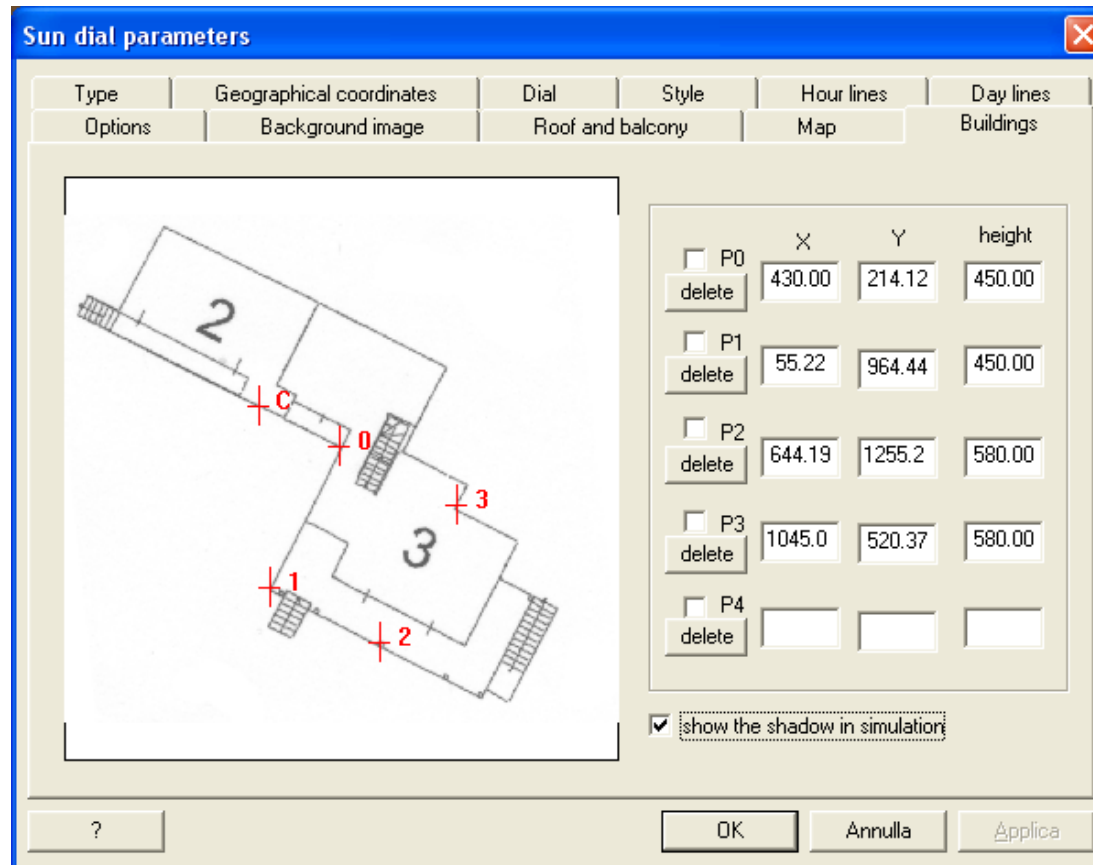 Sun dial parameters
Type Geographical coordinates Dial Style Hour lines Day lines
Options Background image Roof and balcony Map Buildings
X Y height
P0
delete 430.00 214.12 450.00
P1
delete 55.22 964.44 450.00
P2
delete 644.19 1255.2 580.00
P3
delete 1045.0 520.37 580.00
P4
delete
2
C
0
3
3
1
2
show the shadow in simulation
? OK Annulla Applica